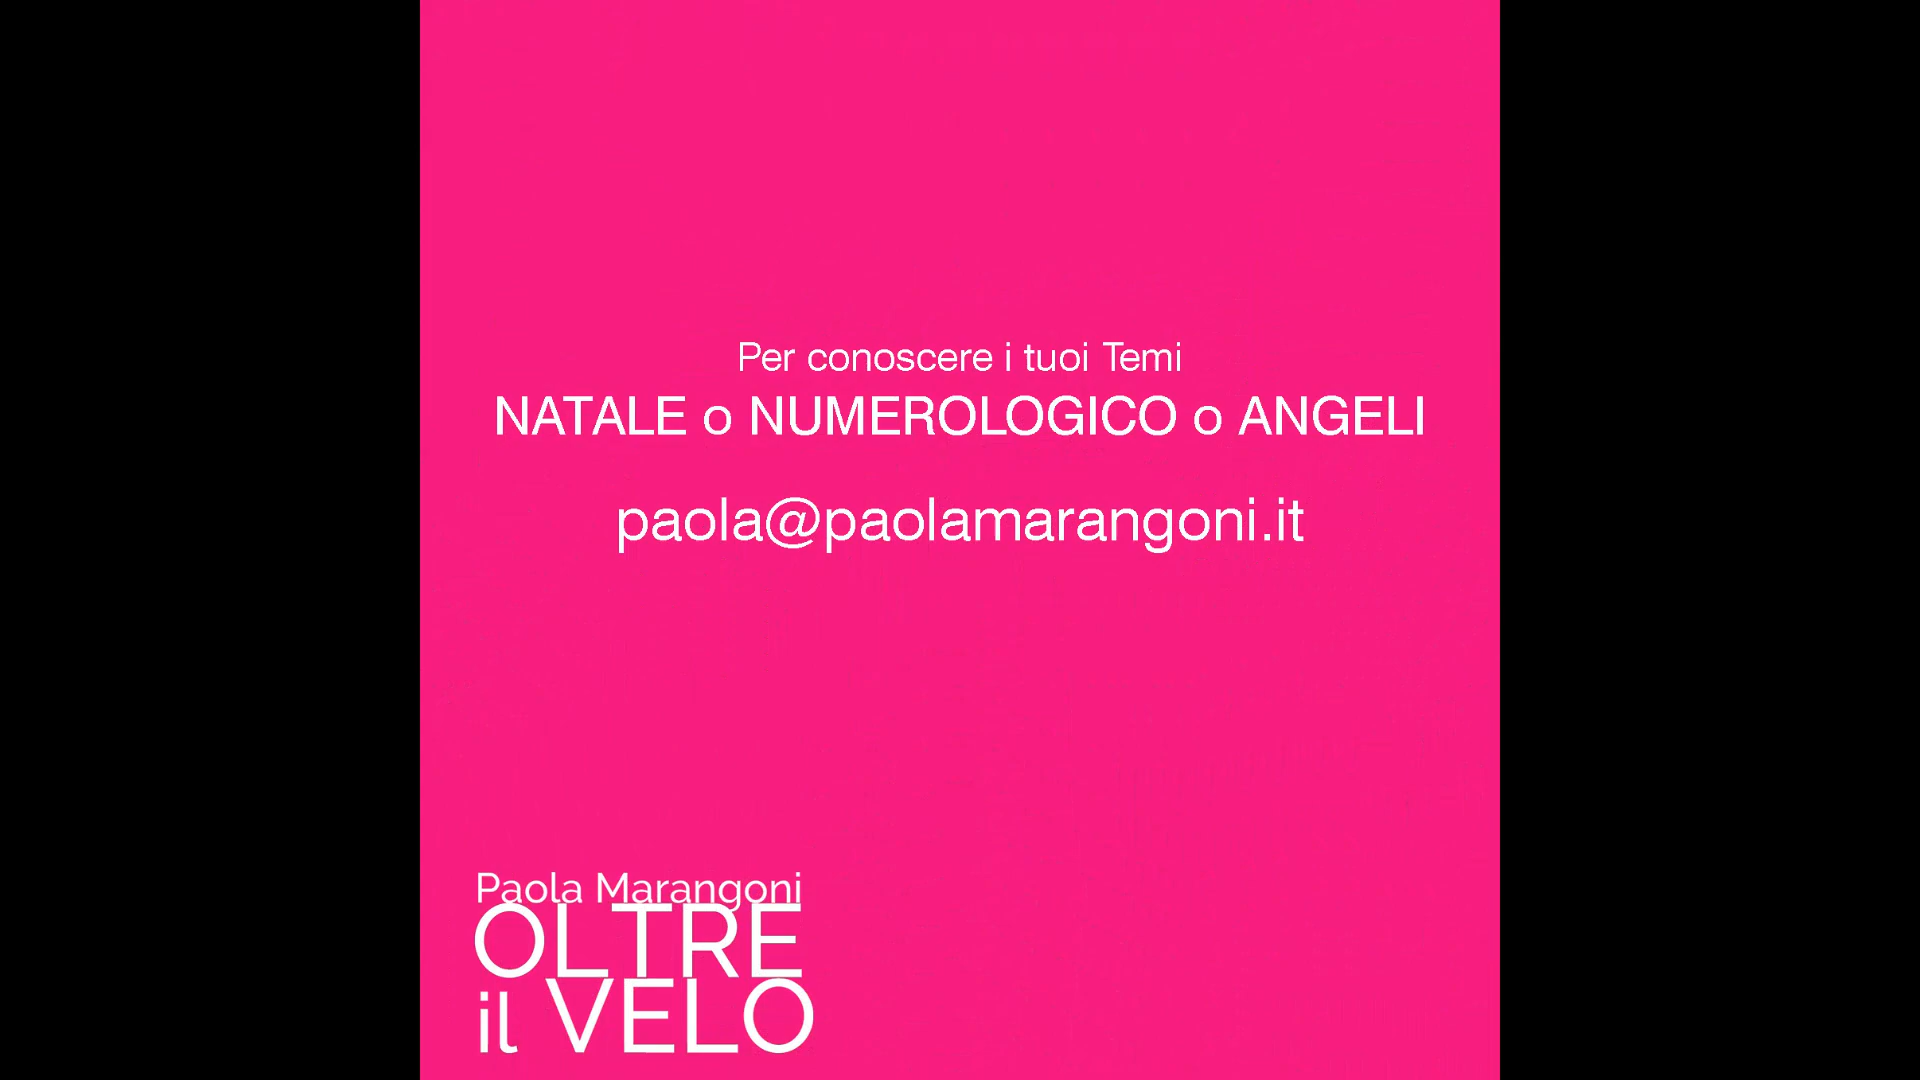 Per conoscere i tuoi Temi
NATALE o NUMEROLOGICO o ANGELI
paola@paolamarangoni.it
Paola Marangoni
OLTRE
il VELO